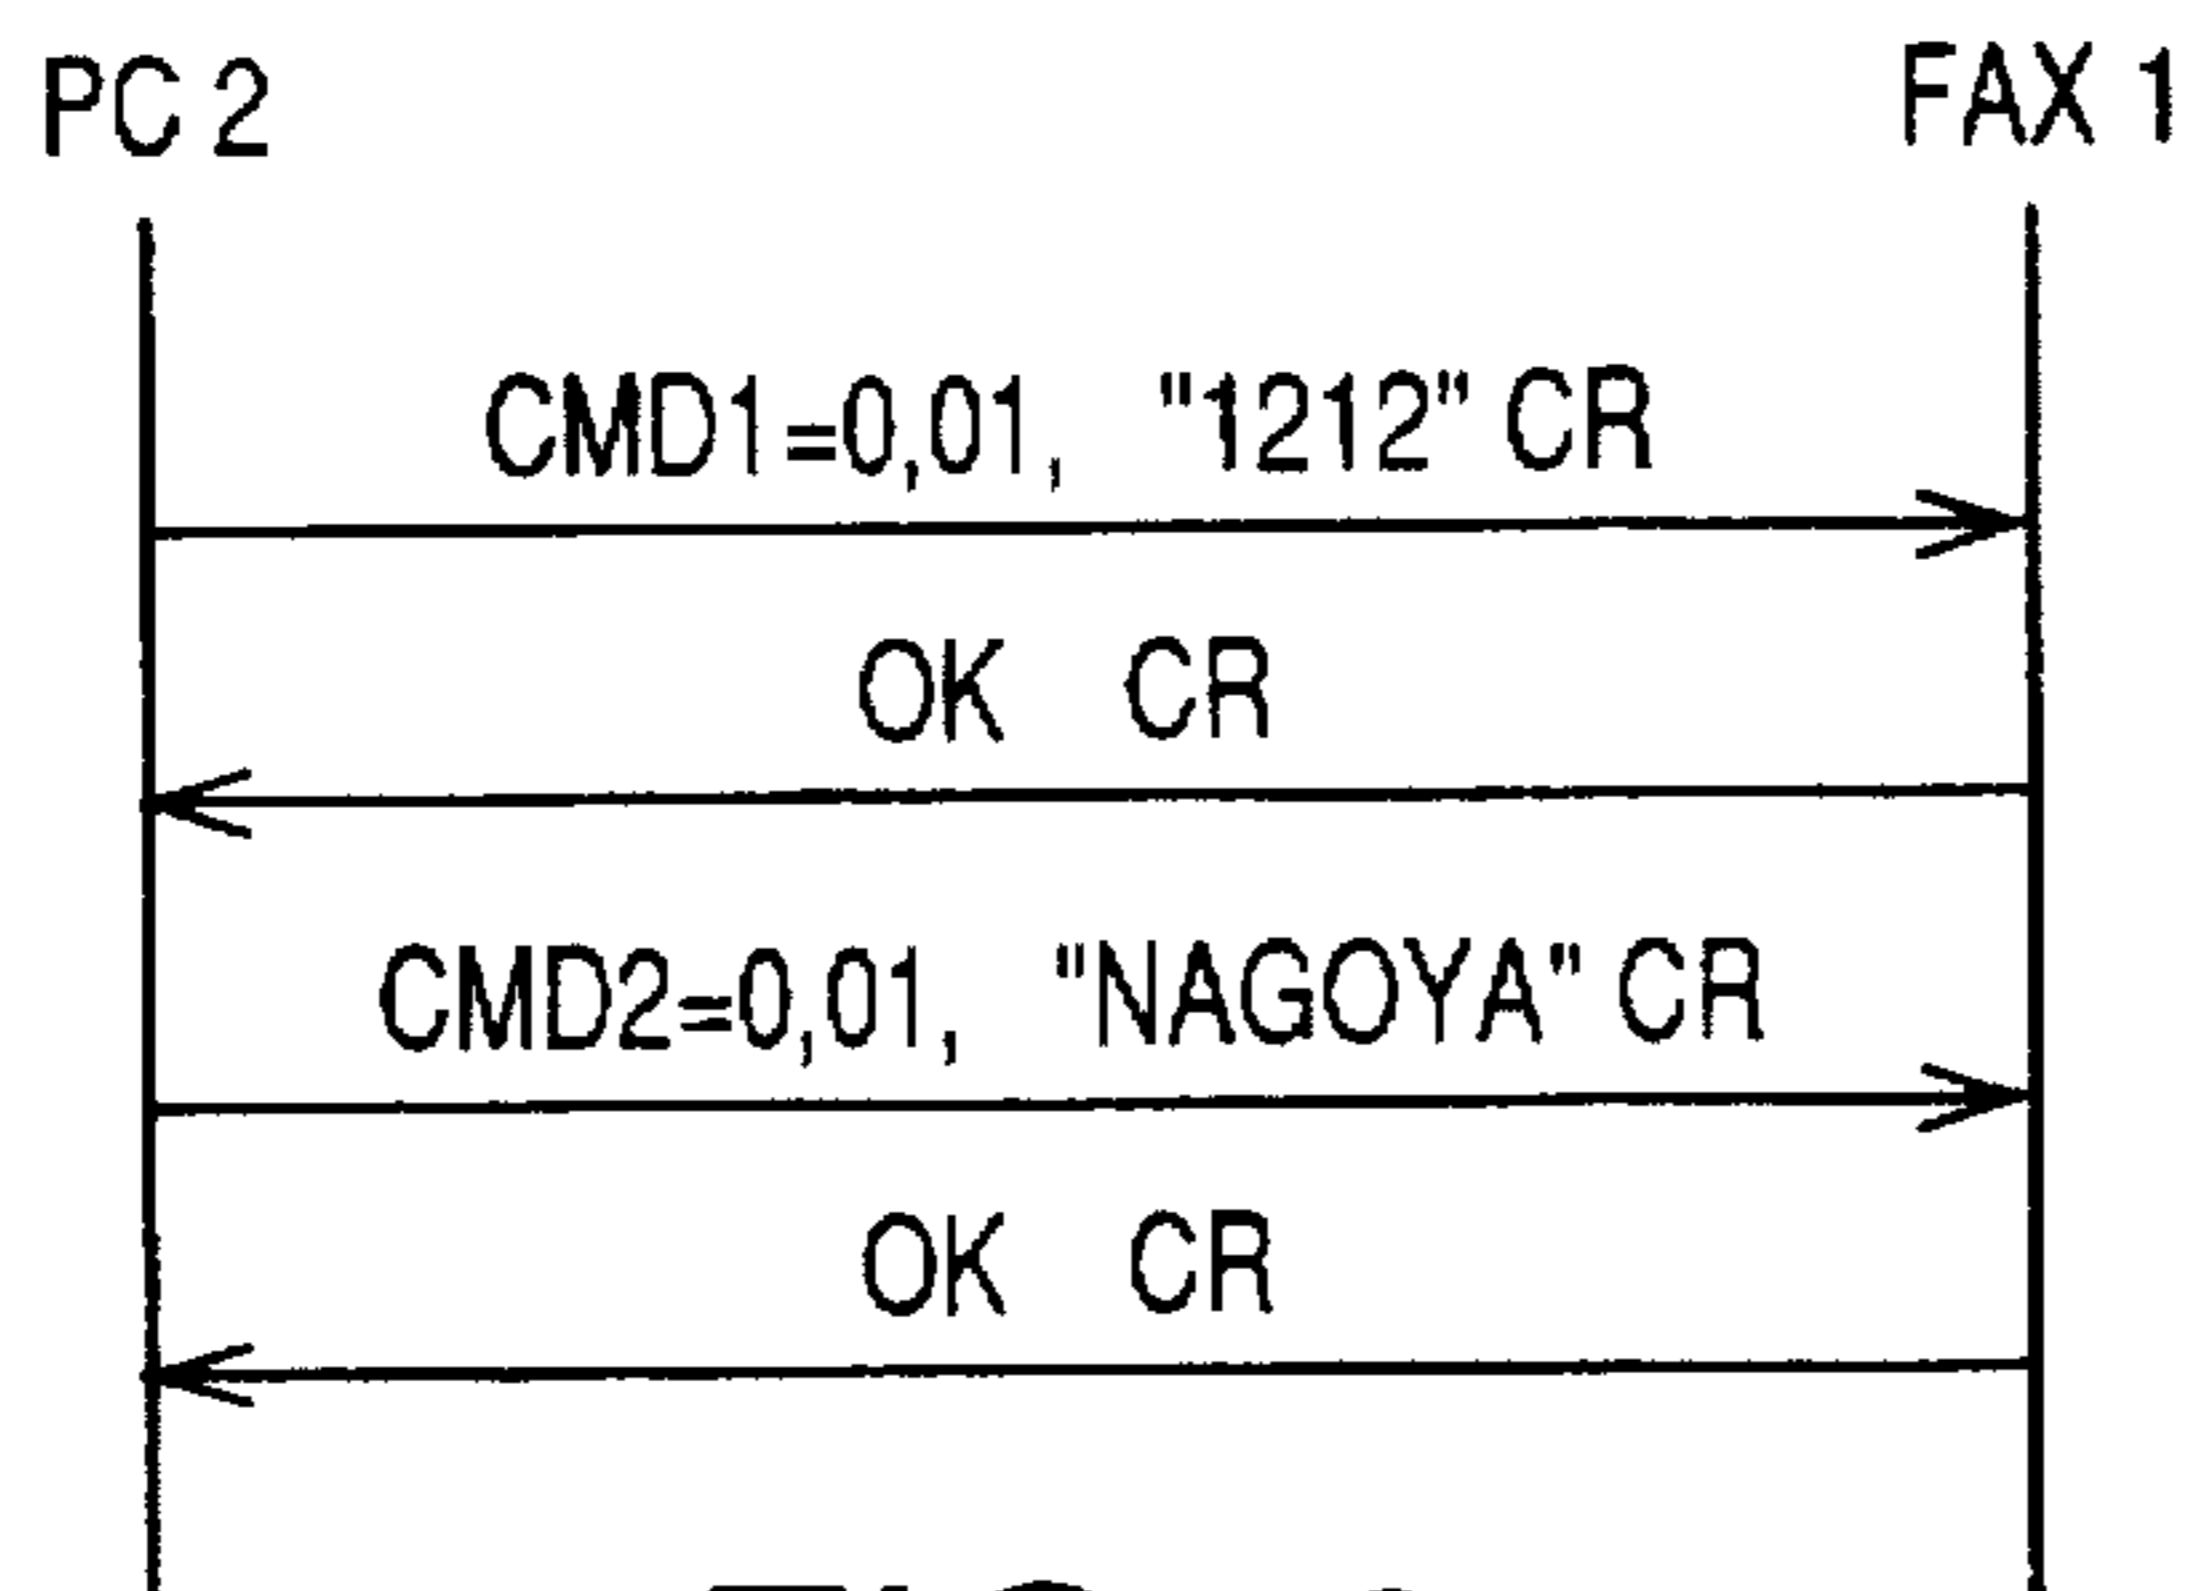 PC 2 FAX 1
CMD1=0,01, "1212" CR
OK CR
CMD2=0,01, "NAGOYA" CR
OK CR